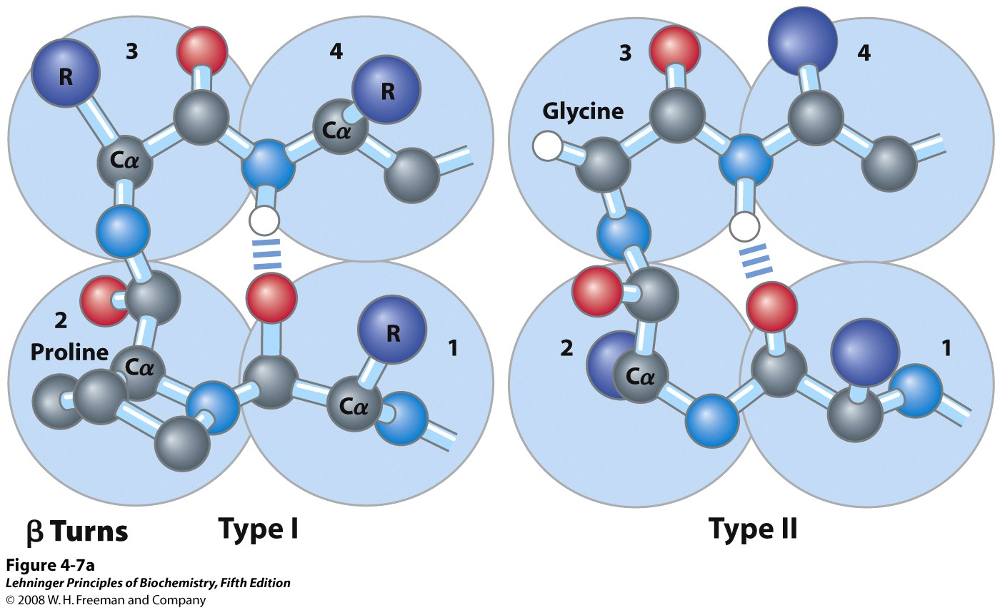 3
4
R
R
Cα
Cα
2
Proline
Cα
R
1
Cα
3
4
Glycine
2
Cα
1
β Turns
Type I
Type II
Figure 4-7a
Lehninger Principles of Biochemistry, Fifth Edition
© 2008 W. H. Freeman and Company